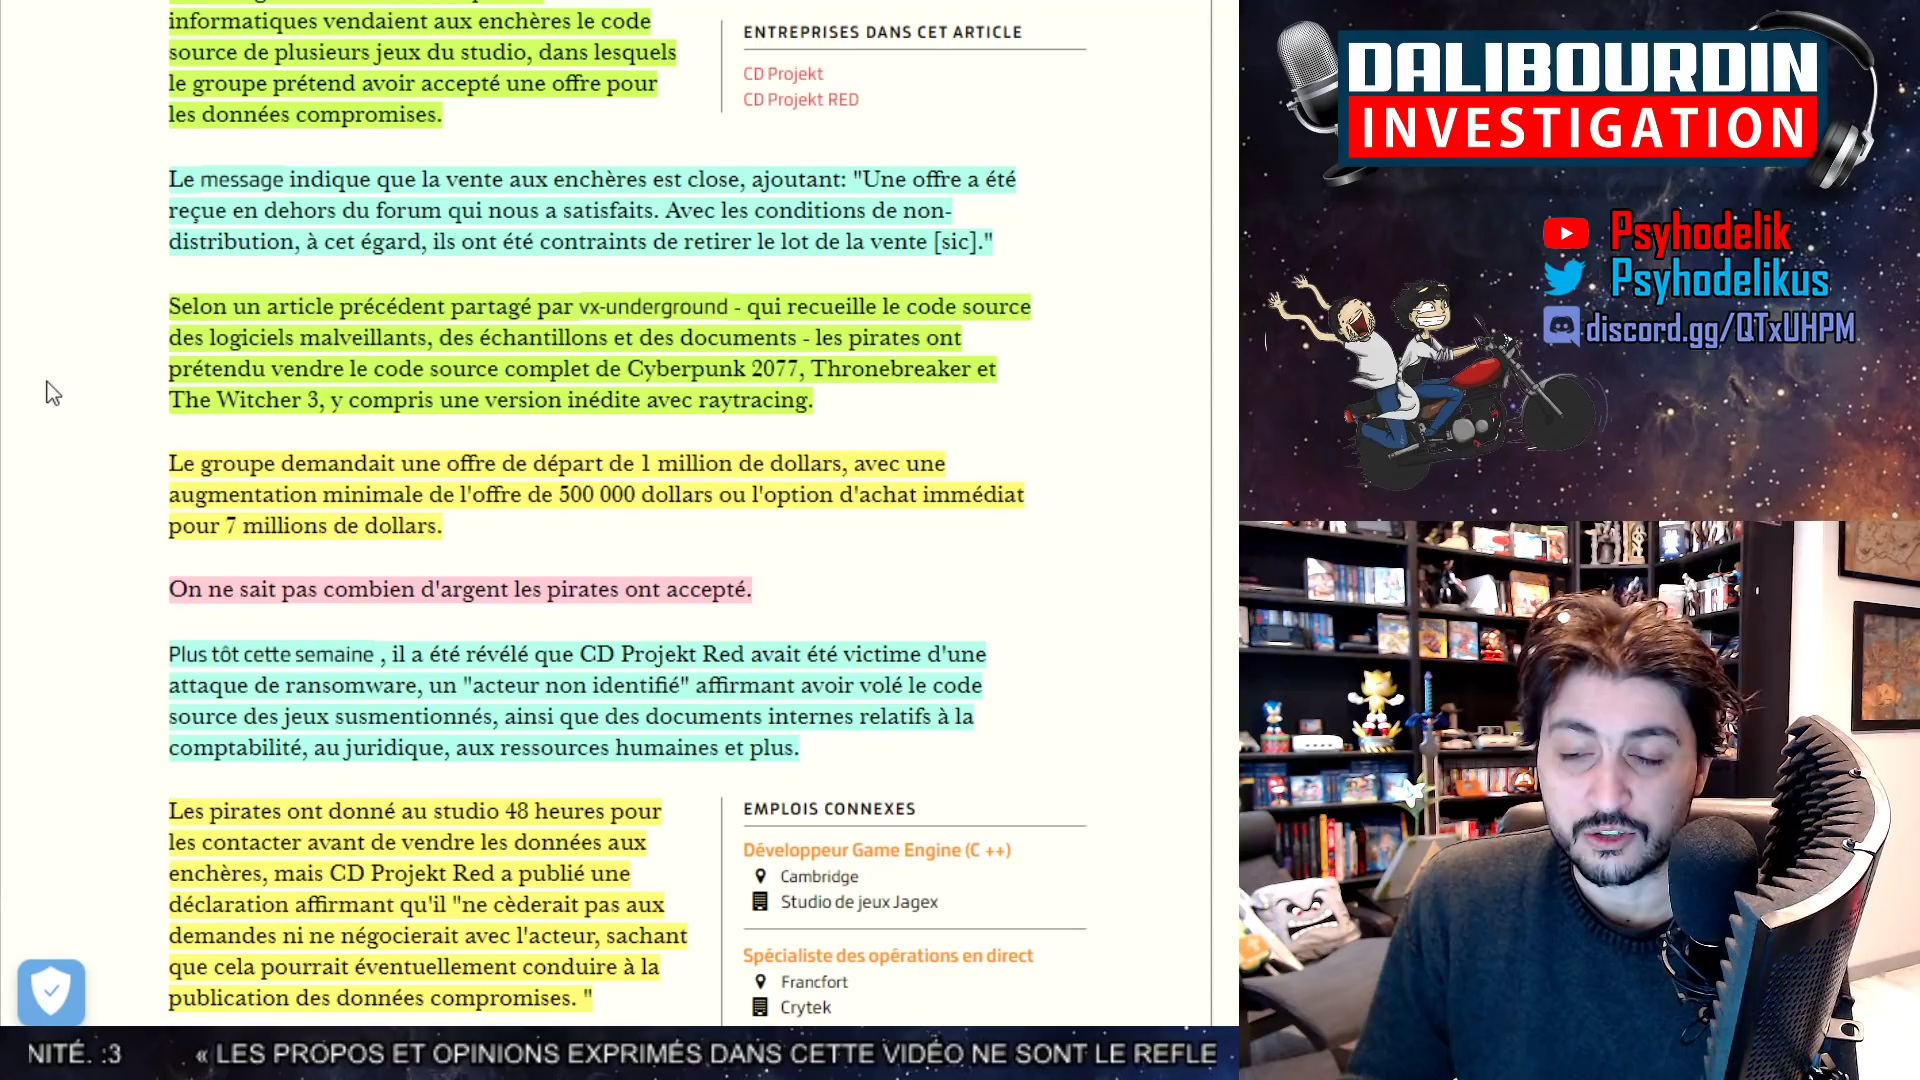 informatiques vendaient aux enchères le code
source de plusieurs jeux du studio, dans lesquels
le groupe prétend avoir accepté une offre pour
les données compromises.
ENTREPRISES DANS CET ARTICLE
CD Projekt
CD Projekt RED
Le message indique que la vente aux enchères est close, ajoutant: "Une offre a été
reçue en dehors du forum qui nous a satisfaits. Avec les conditions de non-
distribution, à cet égard, ils ont été contraints de retirer le lot de la vente [sic]."
Selon un article précédent partagé par vx-underground - qui recueille le code source
des logiciels malveillants, des échantillons et des documents - les pirates ont
prétendu vendre le code source complet de Cyberpunk 2077, Thronebreaker et
The Witcher 3, y compris une version inédite avec raytracing.
Le groupe demandait une offre de départ de 1 million de dollars, avec une
augmentation minimale de l'offre de 500 000 dollars ou l'option d'achat immédiat
pour 7 millions de dollars.
On ne sait pas combien d'argent les pirates ont accepté.
Plus tôt cette semaine , il a été révélé que CD Projekt Red avait été victime d'une
attaque de ransomware, un "acteur non identifié" affirmant avoir volé le code
source des jeux susmentionnés, ainsi que des documents internes relatifs à la
comptabilité, au juridique, aux ressources humaines et plus.
Les pirates ont donné au studio 48 heures pour
les contacter avant de vendre les données aux
enchères, mais CD Projekt Red a publié une
déclaration affirmant qu'il "ne cèderait pas aux
demandes ni ne négocierait avec l'acteur, sachant
que cela pourrait éventuellement conduire à la
publication des données compromises. "
EMPLOIS CONNEXES
Développeur Game Engine (C ++)
Cambridge
Studio de jeux Jagex
Spécialiste des opérations en direct
Francfort
Crytek
DALIBOURDIN
INVESTIGATION
Psyhodelik
Psyhodelikus
discord.gg/QTxUHPM
NITÉ. :3 « LES PROPOS ET OPINIONS EXPRIMÉS DANS CETTE VIDÉO NE SONT LE REFLE